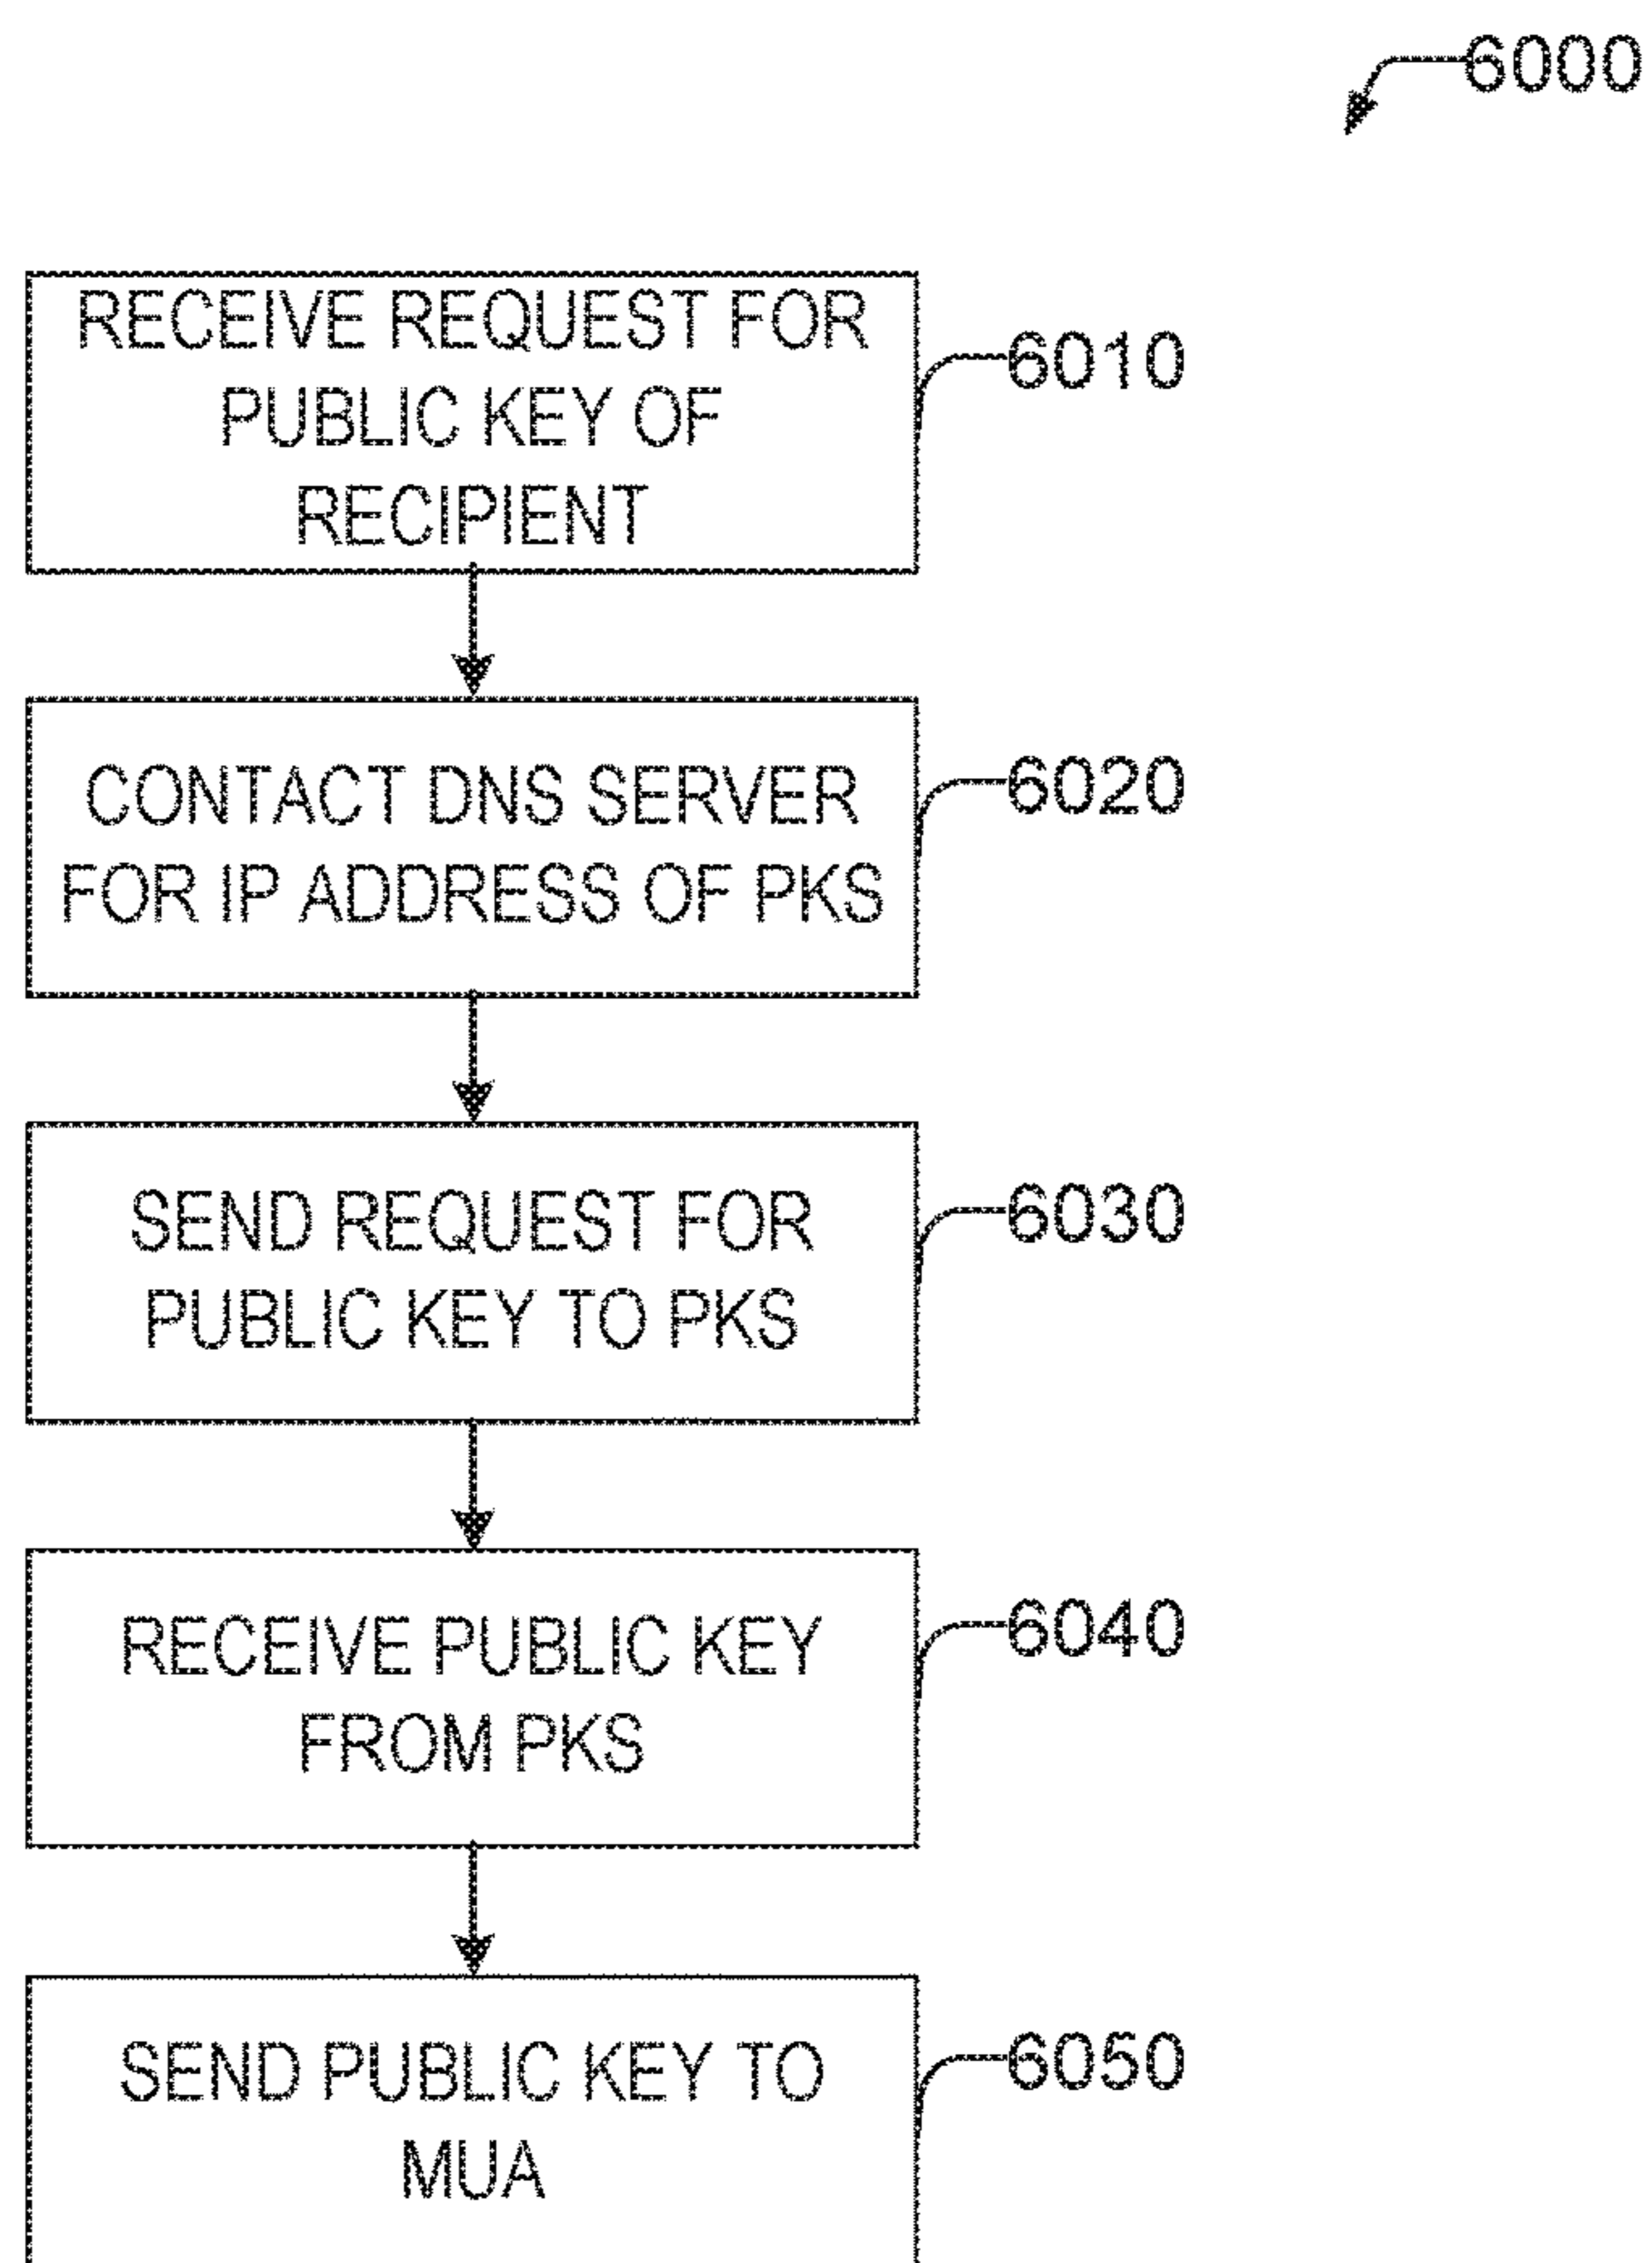 6000
RECEIVE REQUEST FOR
PUBLIC KEY OF
RECIPIENT
6010
CONTACT DNS SERVER
FOR IP ADDRESS OF PKS
6020
SEND REQUEST FOR
PUBLIC KEY TO PKS
6030
RECEIVE PUBLIC KEY
FROM PKS
6040
SEND PUBLIC KEY TO
MUA
6050